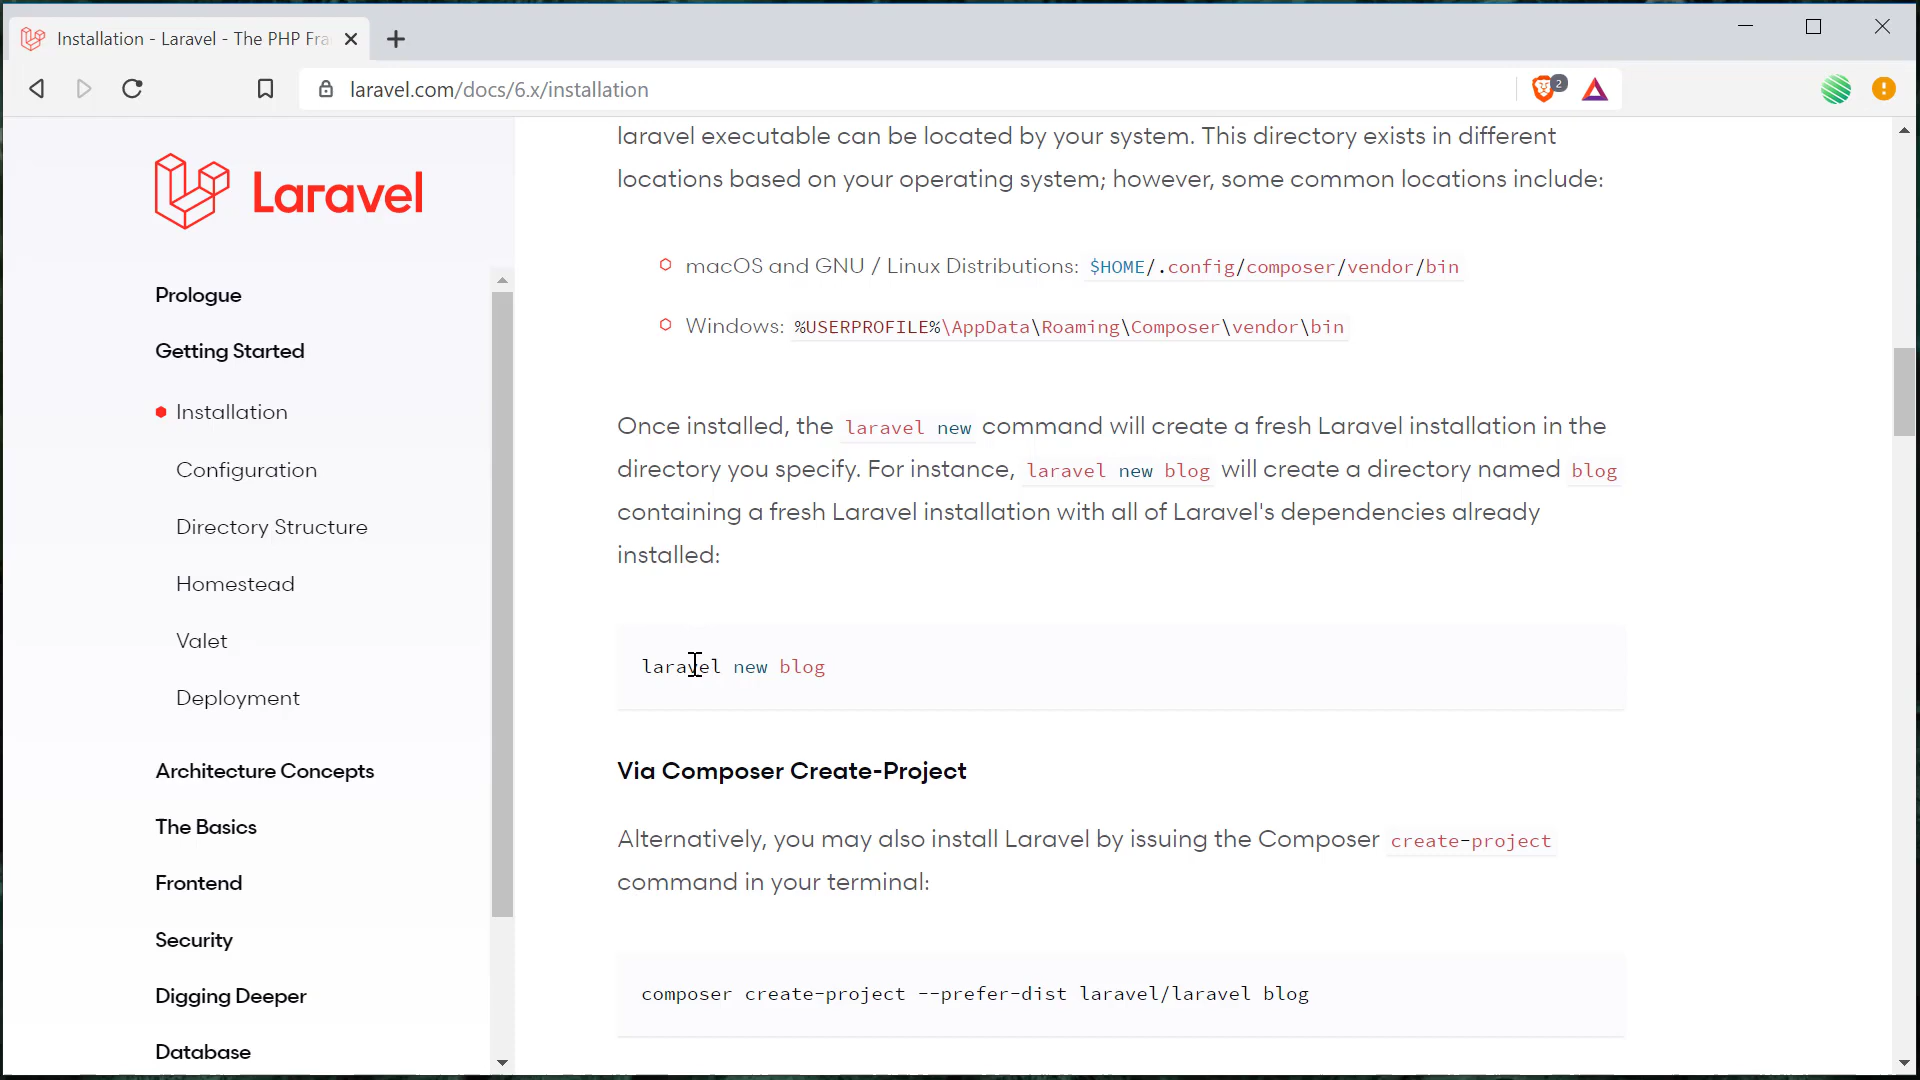 Installation - Laravel - The PHP Fra
laravel.com/docs/6.x/installation
2
Laravel
Prologue
Getting Started
Installation
Configuration
Directory Structure
Homestead
Valet
Deployment
Architecture Concepts
The Basics
Frontend
Security
Digging Deeper
Database
laravel executable can be located by your system. This directory exists in different
locations based on your operating system; however, some common locations include:
macOS and GNU / Linux Distributions: $HOME/.config/composer/vendor/bin
Windows: %USERPROFILE%\AppData\Roaming\Composer\vendor\bin
Once installed, the laravel new command will create a fresh Laravel installation in the
directory you specify. For instance, laravel new blog will create a directory named blog
containing a fresh Laravel installation with all of Laravel's dependencies already
installed:
laravel new blog
Via Composer Create-Project
Alternatively, you may also install Laravel by issuing the Composer create-project
command in your terminal:
composer create-project --prefer-dist laravel/laravel blog